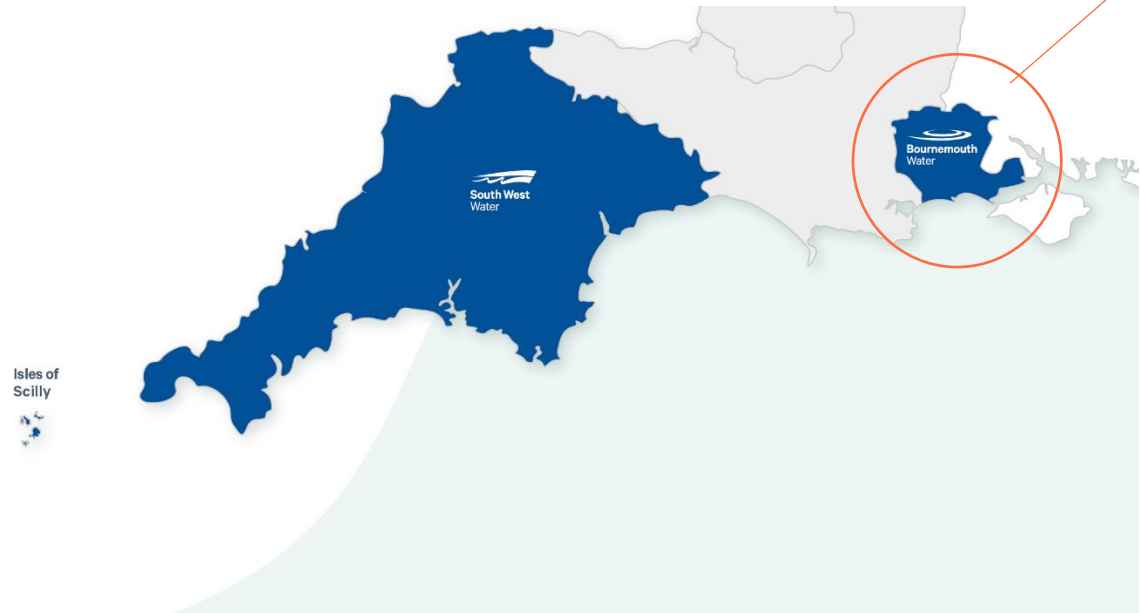 Bournemouth
Water
South West
Water
Isles of
Scilly